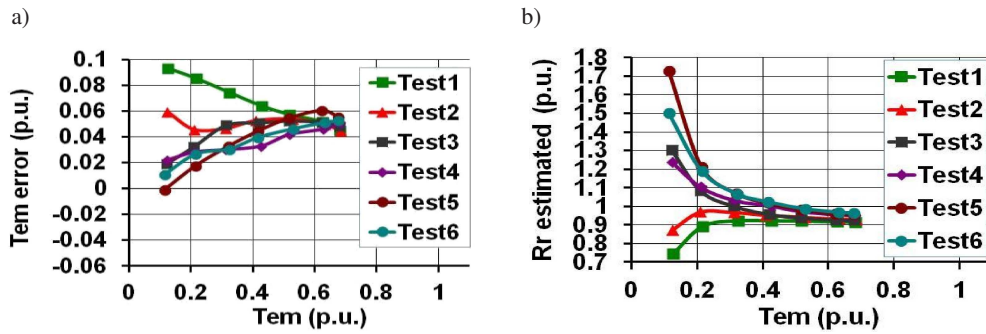 a)
Tem error (p.u.)
0.1
0.08
0.06
0.04
0.02
0
-0.02
-0.04
-0.06
0 0.2 0.4 0.6 0.8 1
Tem (p.u.)
Test1
Test2
Test3
Test4
Test5
Test6
b)
Rr estimated (p.u.)
1.8
1.7
1.6
1.5
1.4
1.3
1.2
1.1
1
0.9
0.8
0.7
0 0.2 0.4 0.6 0.8 1
Tem (p.u.)
Test1
Test2
Test3
Test4
Test5
Test6